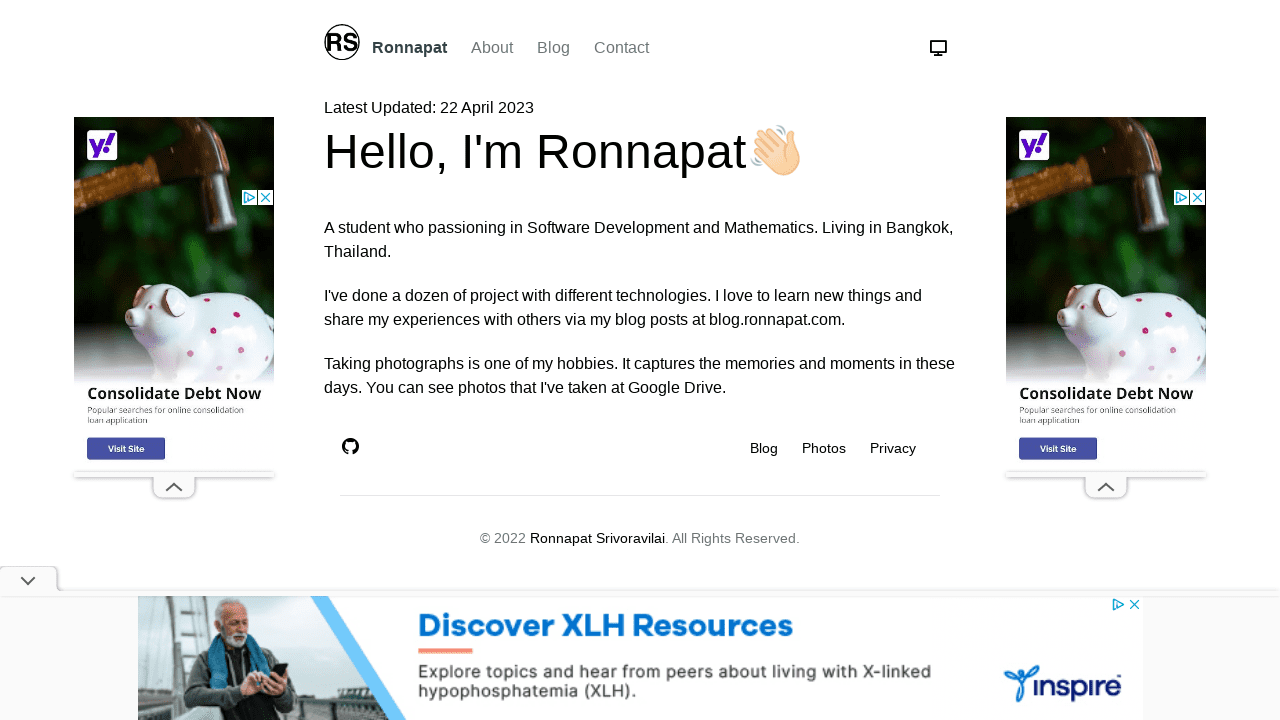 RS Ronnapat About Blog Contact
Latest Updated: 22 April 2023
Hello, I'm Ronnapat👋🏻
A student who passioning in Software Development and Mathematics. Living in Bangkok,
Thailand.
I've done a dozen of project with different technologies. I love to learn new things and
share my experiences with others via my blog posts at blog.ronnapat.com.
Taking photographs is one of my hobbies. It captures the memories and moments in these
days. You can see photos that I've taken at Google Drive.
Blog Photos Privacy
© 2022 Ronnapat Srivoravilai. All Rights Reserved.
y!
Consolidate Debt Now
Popular searches for online consolidation
loan application
Visit Site
y!
Consolidate Debt Now
Popular searches for online consolidation
loan application
Visit Site
Discover XLH Resources
Explore topics and hear from peers about living with X-linked
hypophosphatemia (XLH).
inspire